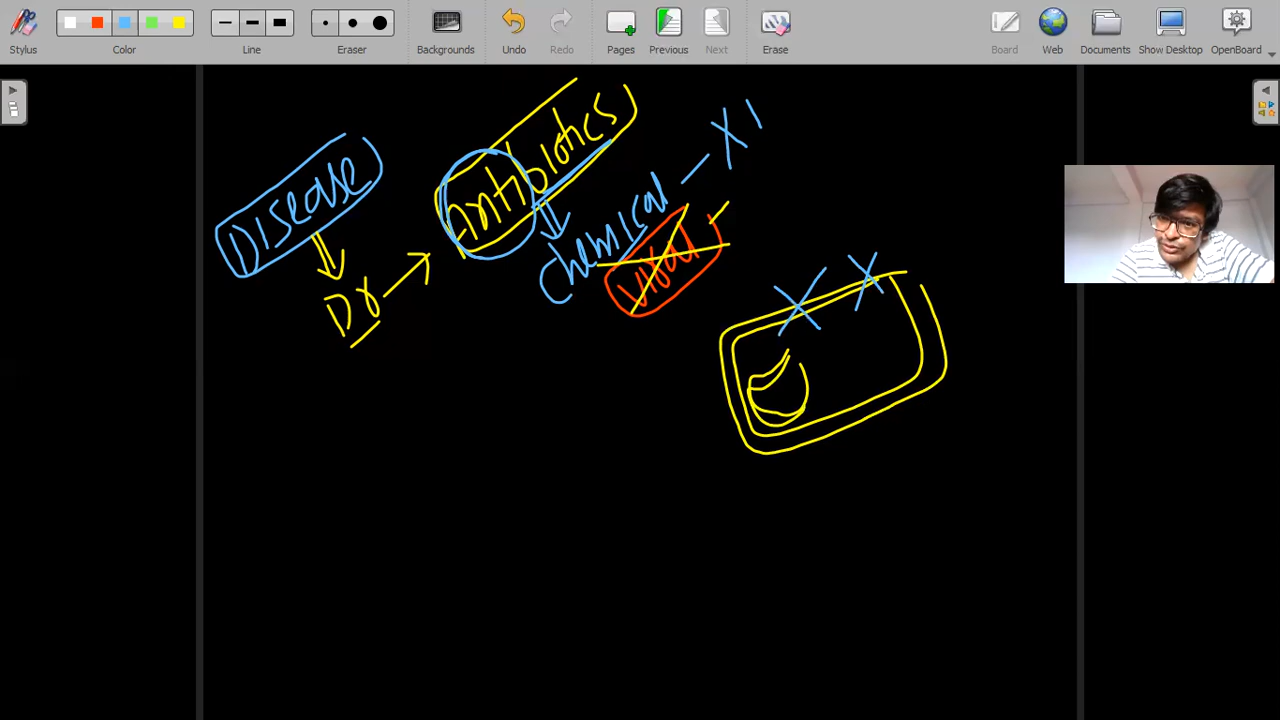 Stylus
Color
Line
Eraser
Backgrounds
Undo
Redo
Pages
Previous
Next
Erase
Board
Web
Documents
Show Desktop
OpenBoard
Disease
Dr
Antibiotics
chemical - X
viral